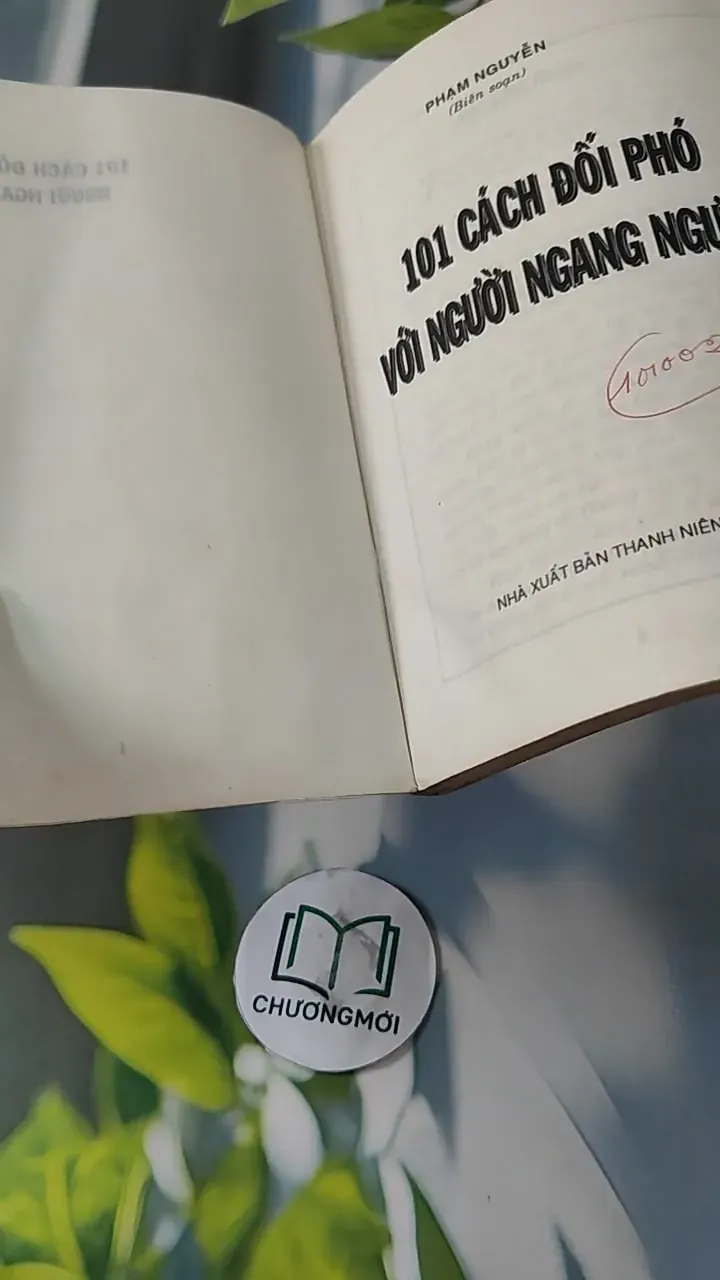 PHẠM NGUYỄN
(Biên soạn)
101 CÁCH ĐỐI PHÓ
VỚI NGƯỜI NGANG NGƯ
NHÀ XUẤT BẢN THANH NIÊN
CHƯƠNGMỚI